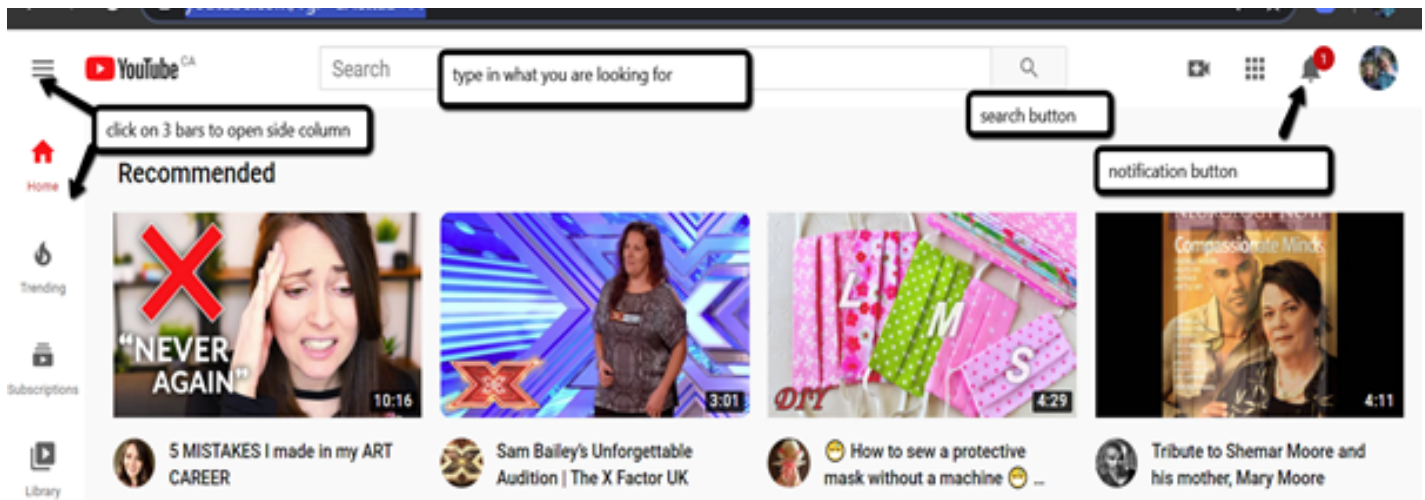 YouTube CA
Search
type in what you are looking for
1
search button
click on 3 bars to open side column
notification button
Home
Recommended
Trending
Subscriptions
Library
"NEVER
AGAIN"
10:16
X
3:01
L
M
S
DIY
4:29
NEUROLOGY NOW
Compassionate Minds
4:11
5 MISTAKES I made in my ART
CAREER
Sam Bailey's Unforgettable
Audition | The X Factor UK
😷 How to sew a protective
mask without a machine 😷 ...
Tribute to Shemar Moore and
his mother, Mary Moore